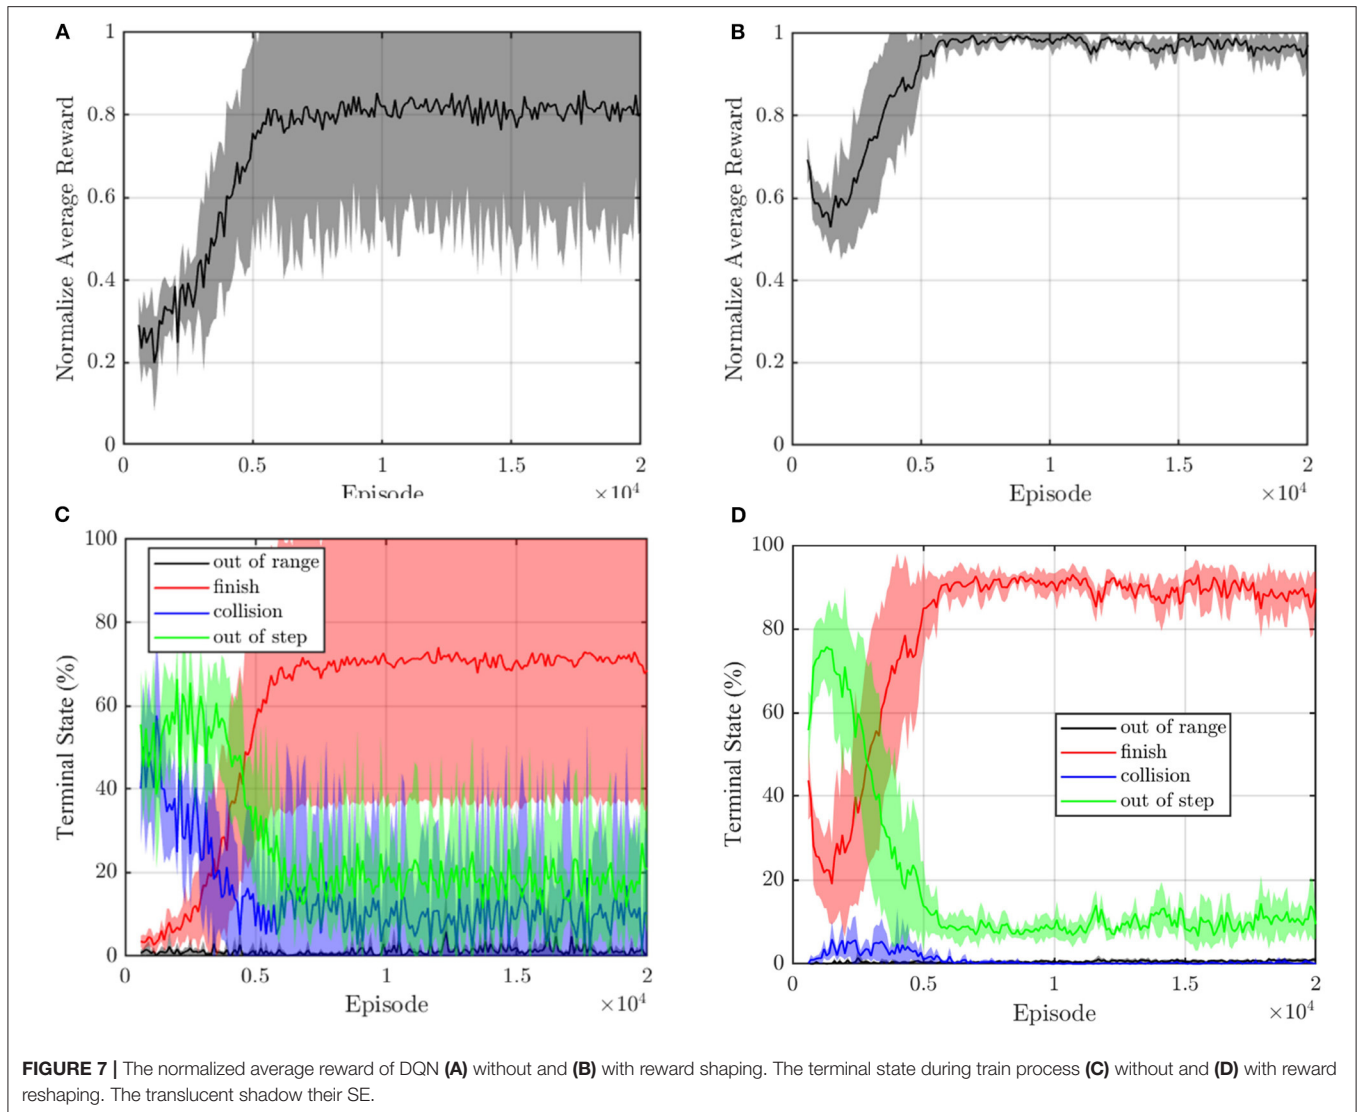 A
1
0.8
0.6
0.4
0.2
0
Normalize Average Reward
0 0.5 1 1.5 2
Episode
×10⁴
B
1
0.8
0.6
0.4
0.2
0
Normalize Average Reward
0 0.5 1 1.5 2
Episode
×10⁴
C
100
80
60
40
20
0
Terminal State (%)
out of range
finish
collision
out of step
0 0.5 1 1.5 2
Episode
×10⁴
D
100
80
60
40
20
0
Terminal State (%)
out of range
finish
collision
out of step
0 0.5 1 1.5 2
Episode
×10⁴
FIGURE 7 | The normalized average reward of DQN (A) without and (B) with reward shaping. The terminal state during train process (C) without and (D) with reward
reshaping. The translucent shadow their SE.